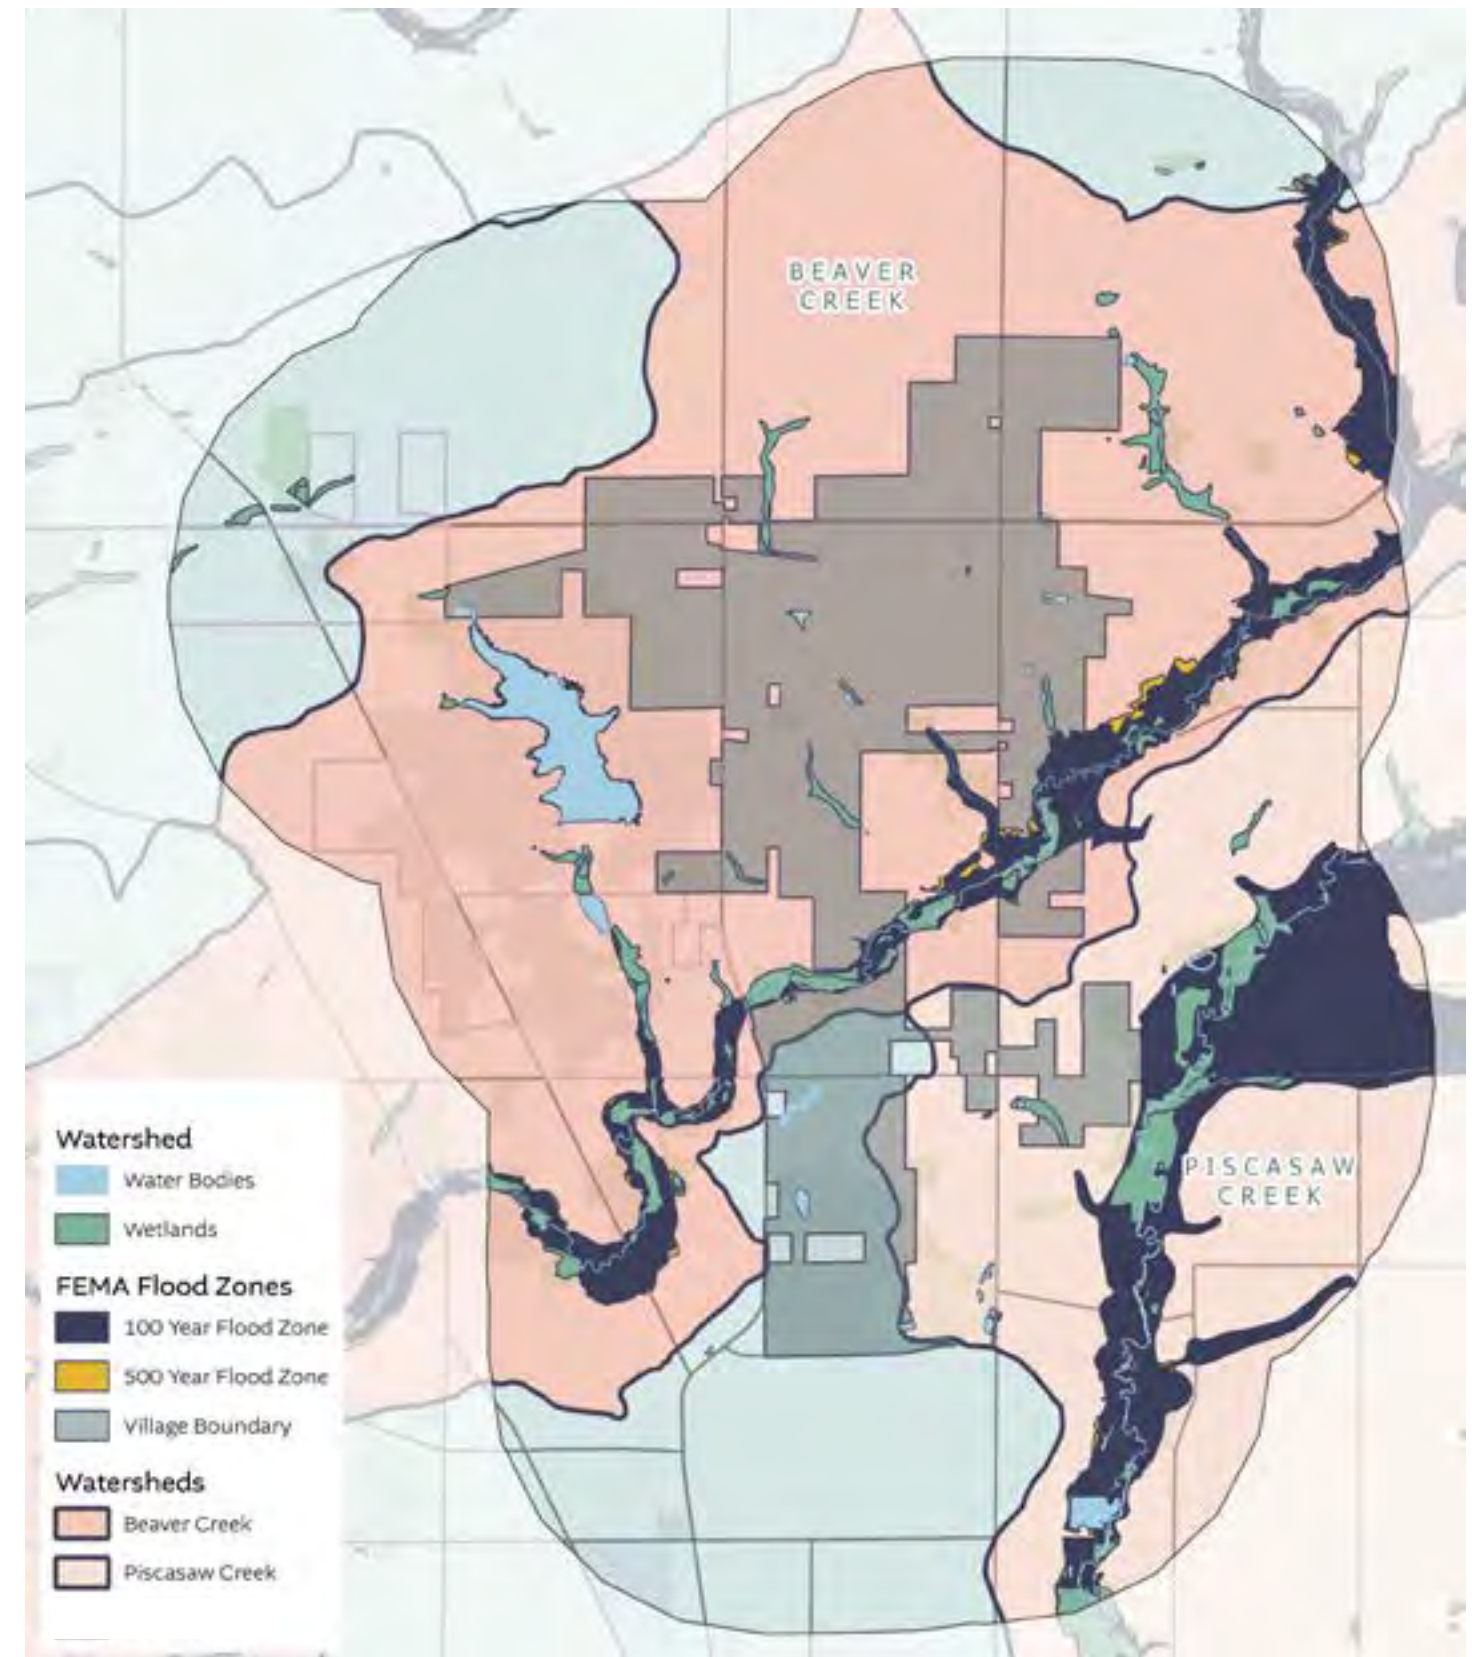 BEAVER
CREEK
PISCASAW
CREEK
Watershed
Water Bodies
Wetlands
FEMA Flood Zones
100 Year Flood Zone
500 Year Flood Zone
Village Boundary
Watersheds
Beaver Creek
Piscasaw Creek